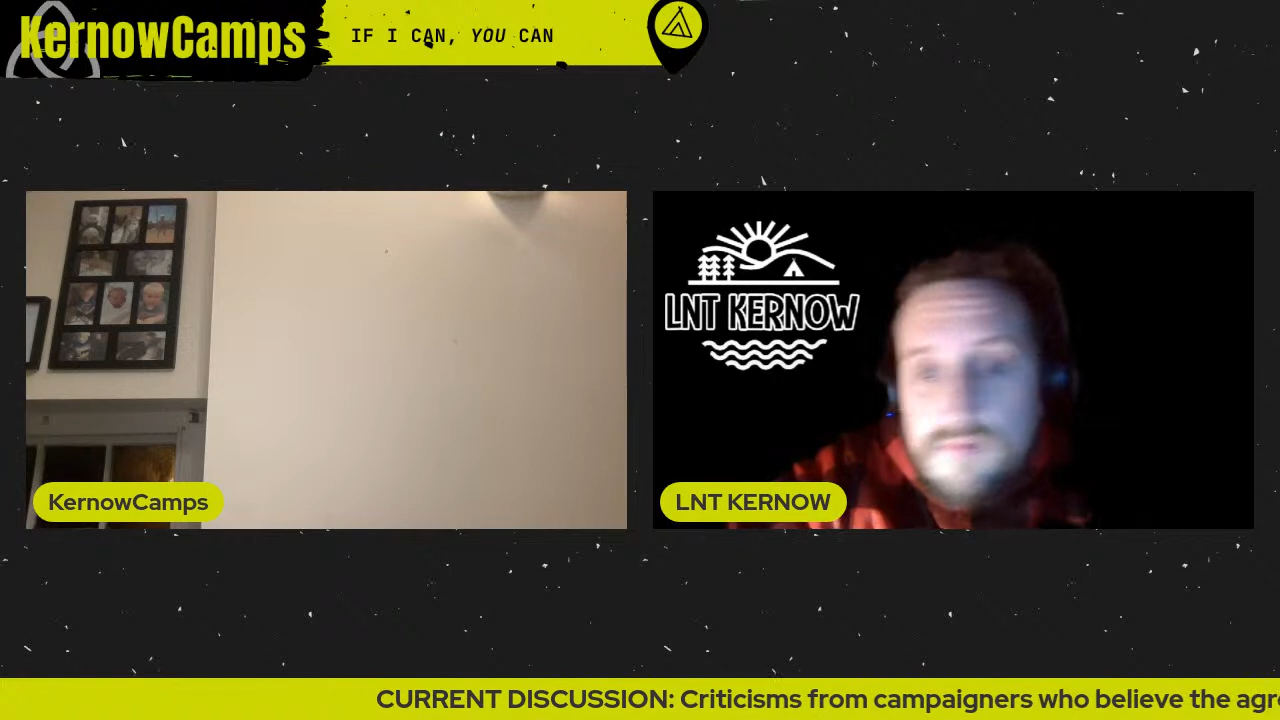 KernowCamps
IF I CAN, YOU CAN
LNT KERNOW
KernowCamps
LNT KERNOW
CURRENT DISCUSSION: Criticisms from campaigners who believe the agr